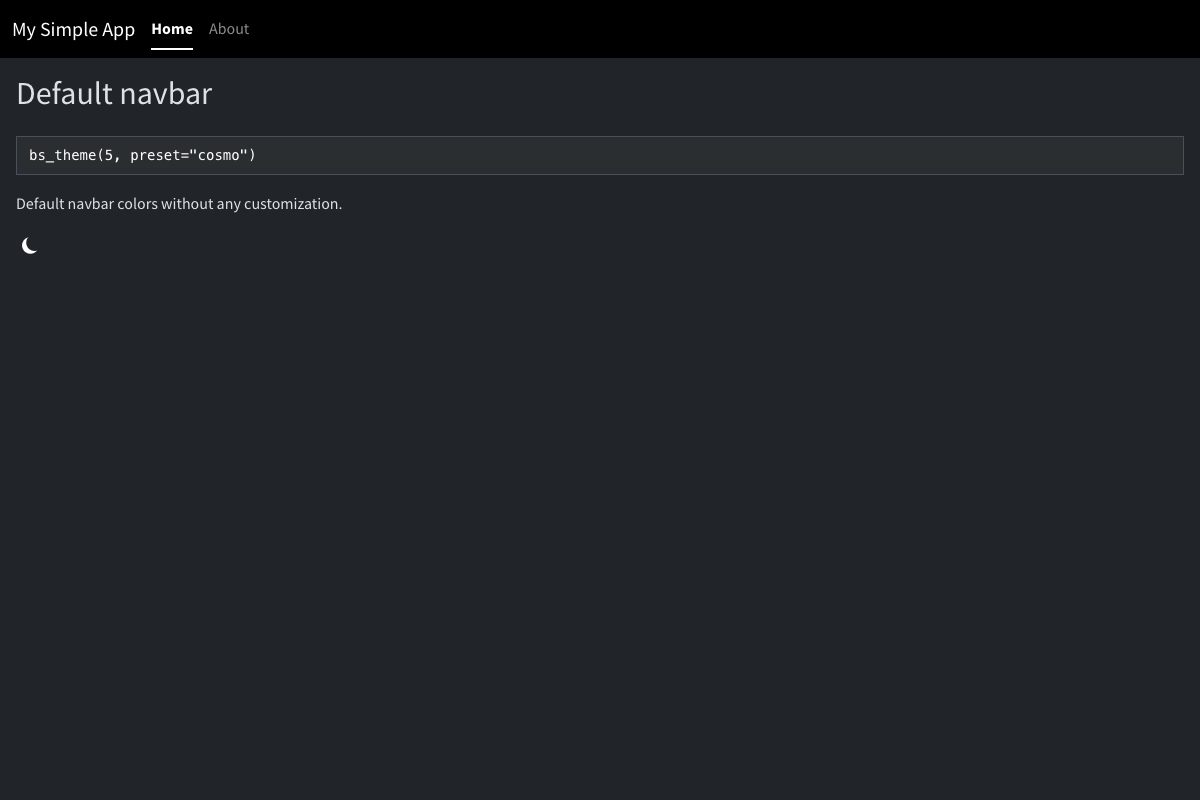 My Simple App Home About
Default navbar
bs_theme(5, preset="cosmo")
Default navbar colors without any customization.